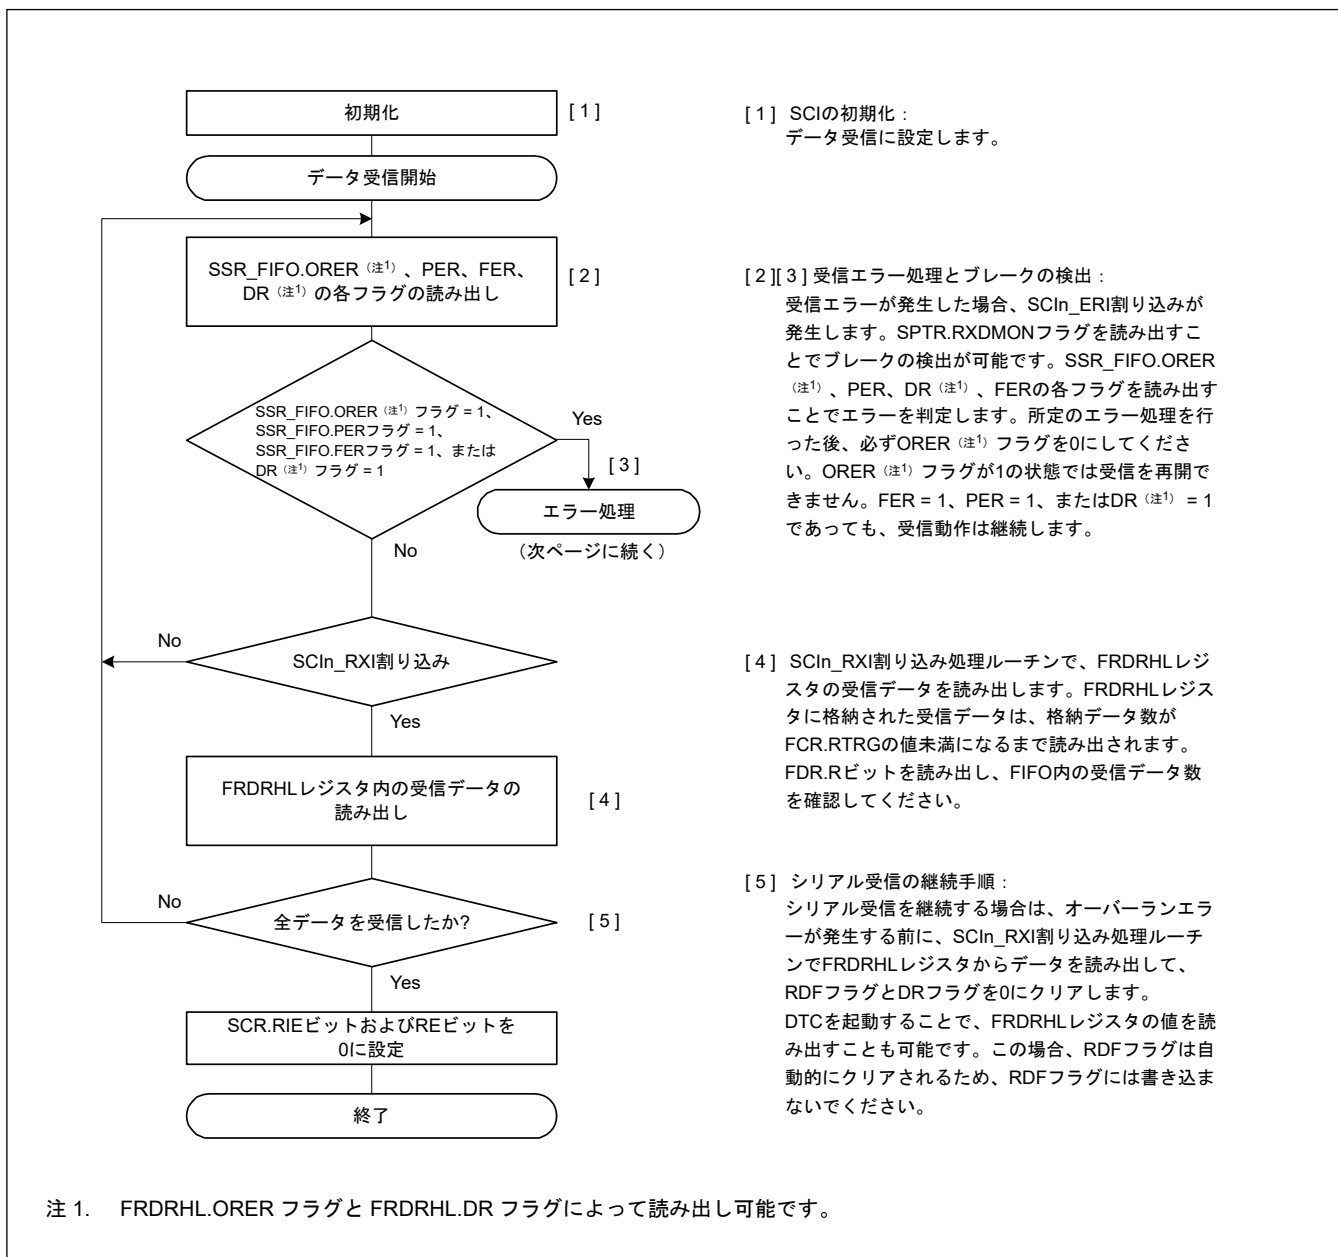 初期化
[ 1 ]
データ受信開始
SSR_FIFO.ORER（注1）、PER、FER、
DR（注1）の各フラグの読み出し
[ 2 ]
SSR_FIFO.ORER（注1）フラグ = 1、
SSR_FIFO.PERフラグ = 1、
SSR_FIFO.FERフラグ = 1、または
DR（注1）フラグ = 1
Yes
[ 3 ]
エラー処理
（次ページに続く）
No
No
SCIn_RXI割り込み
Yes
FRDRHLレジスタ内の受信データの
読み出し
[ 4 ]
No
全データを受信したか?
[ 5 ]
Yes
SCR.RIEビットおよびREビットを
0に設定
終了
[ 1 ] SCIの初期化：
データ受信に設定します。
[ 2 ][ 3 ] 受信エラー処理とブレークの検出：
受信エラーが発生した場合、SCIn_ERI割り込みが
発生します。SPTR.RXDMONフラグを読み出すこ
とでブレークの検出が可能です。SSR_FIFO.ORER
（注1）、PER、DR（注1）、FERの各フラグを読み出す
ことでエラーを判定します。所定のエラー処理を行
った後、必ずORER（注1）フラグを0にしてくださ
い。ORER（注1）フラグが1の状態では受信を再開で
きません。FER = 1、PER = 1、またはDR（注1） = 1
であっても、受信動作は継続します。
[ 4 ] SCIn_RXI割り込み処理ルーチンで、FRDRHLレジ
スタの受信データを読み出します。FRDRHLレジス
タに格納された受信データは、格納データ数が
FCR.RTRGの値未満になるまで読み出されます。
FDR.Rビットを読み出し、FIFO内の受信データ数
を確認してください。
[ 5 ] シリアル受信の継続手順：
シリアル受信を継続する場合は、オーバーランエラ
ーが発生する前に、SCIn_RXI割り込み処理ルーチ
ンでFRDRHLレジスタからデータを読み出して、
RDFフラグとDRフラグを0にクリアします。
DTCを起動することで、FRDRHLレジスタの値を読
み出すことも可能です。この場合、RDFフラグは自
動的にクリアされるため、RDFフラグには書き込ま
ないでください。
注 1. FRDRHL.ORER フラグと FRDRHL.DR フラグによって読み出し可能です。